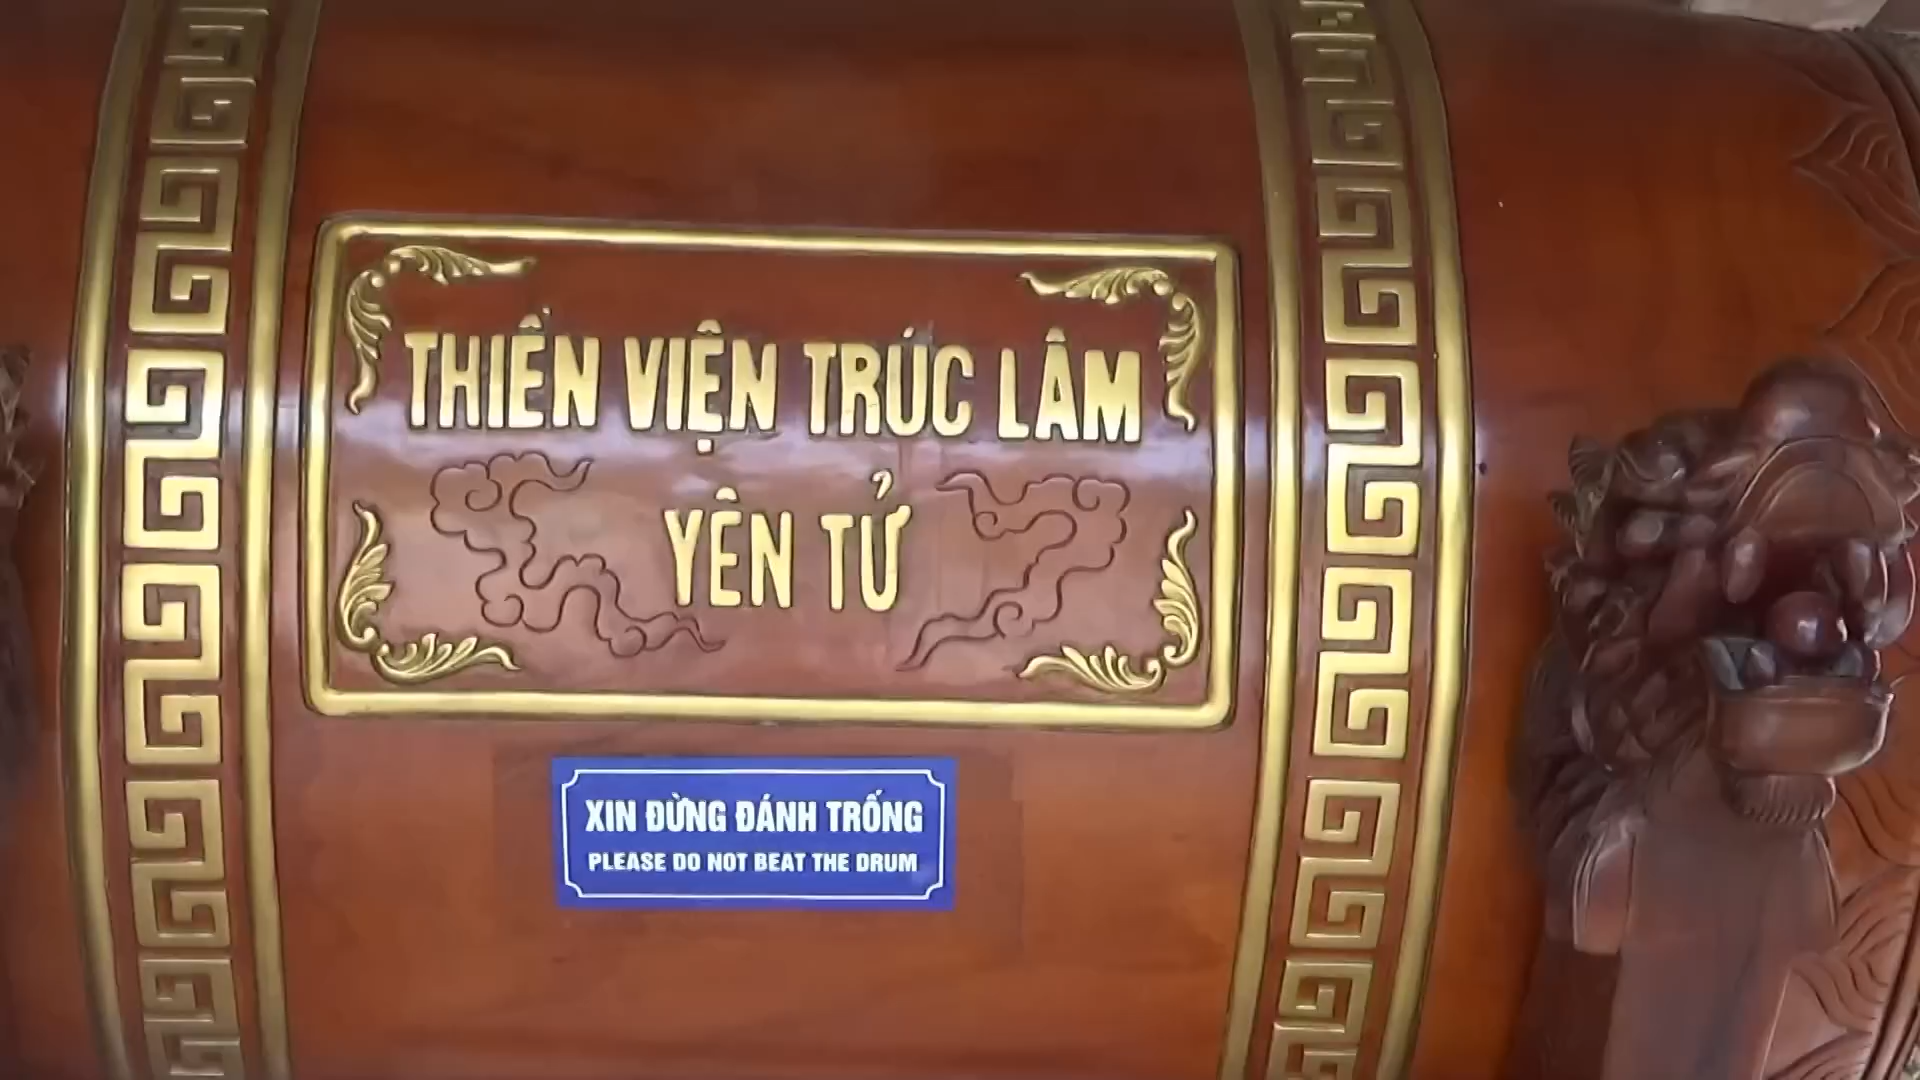 THIỀN VIỆN TRÚC LÂM
YÊN TỬ
XIN ĐỪNG ĐÁNH TRỐNG
PLEASE DO NOT BEAT THE DRUM